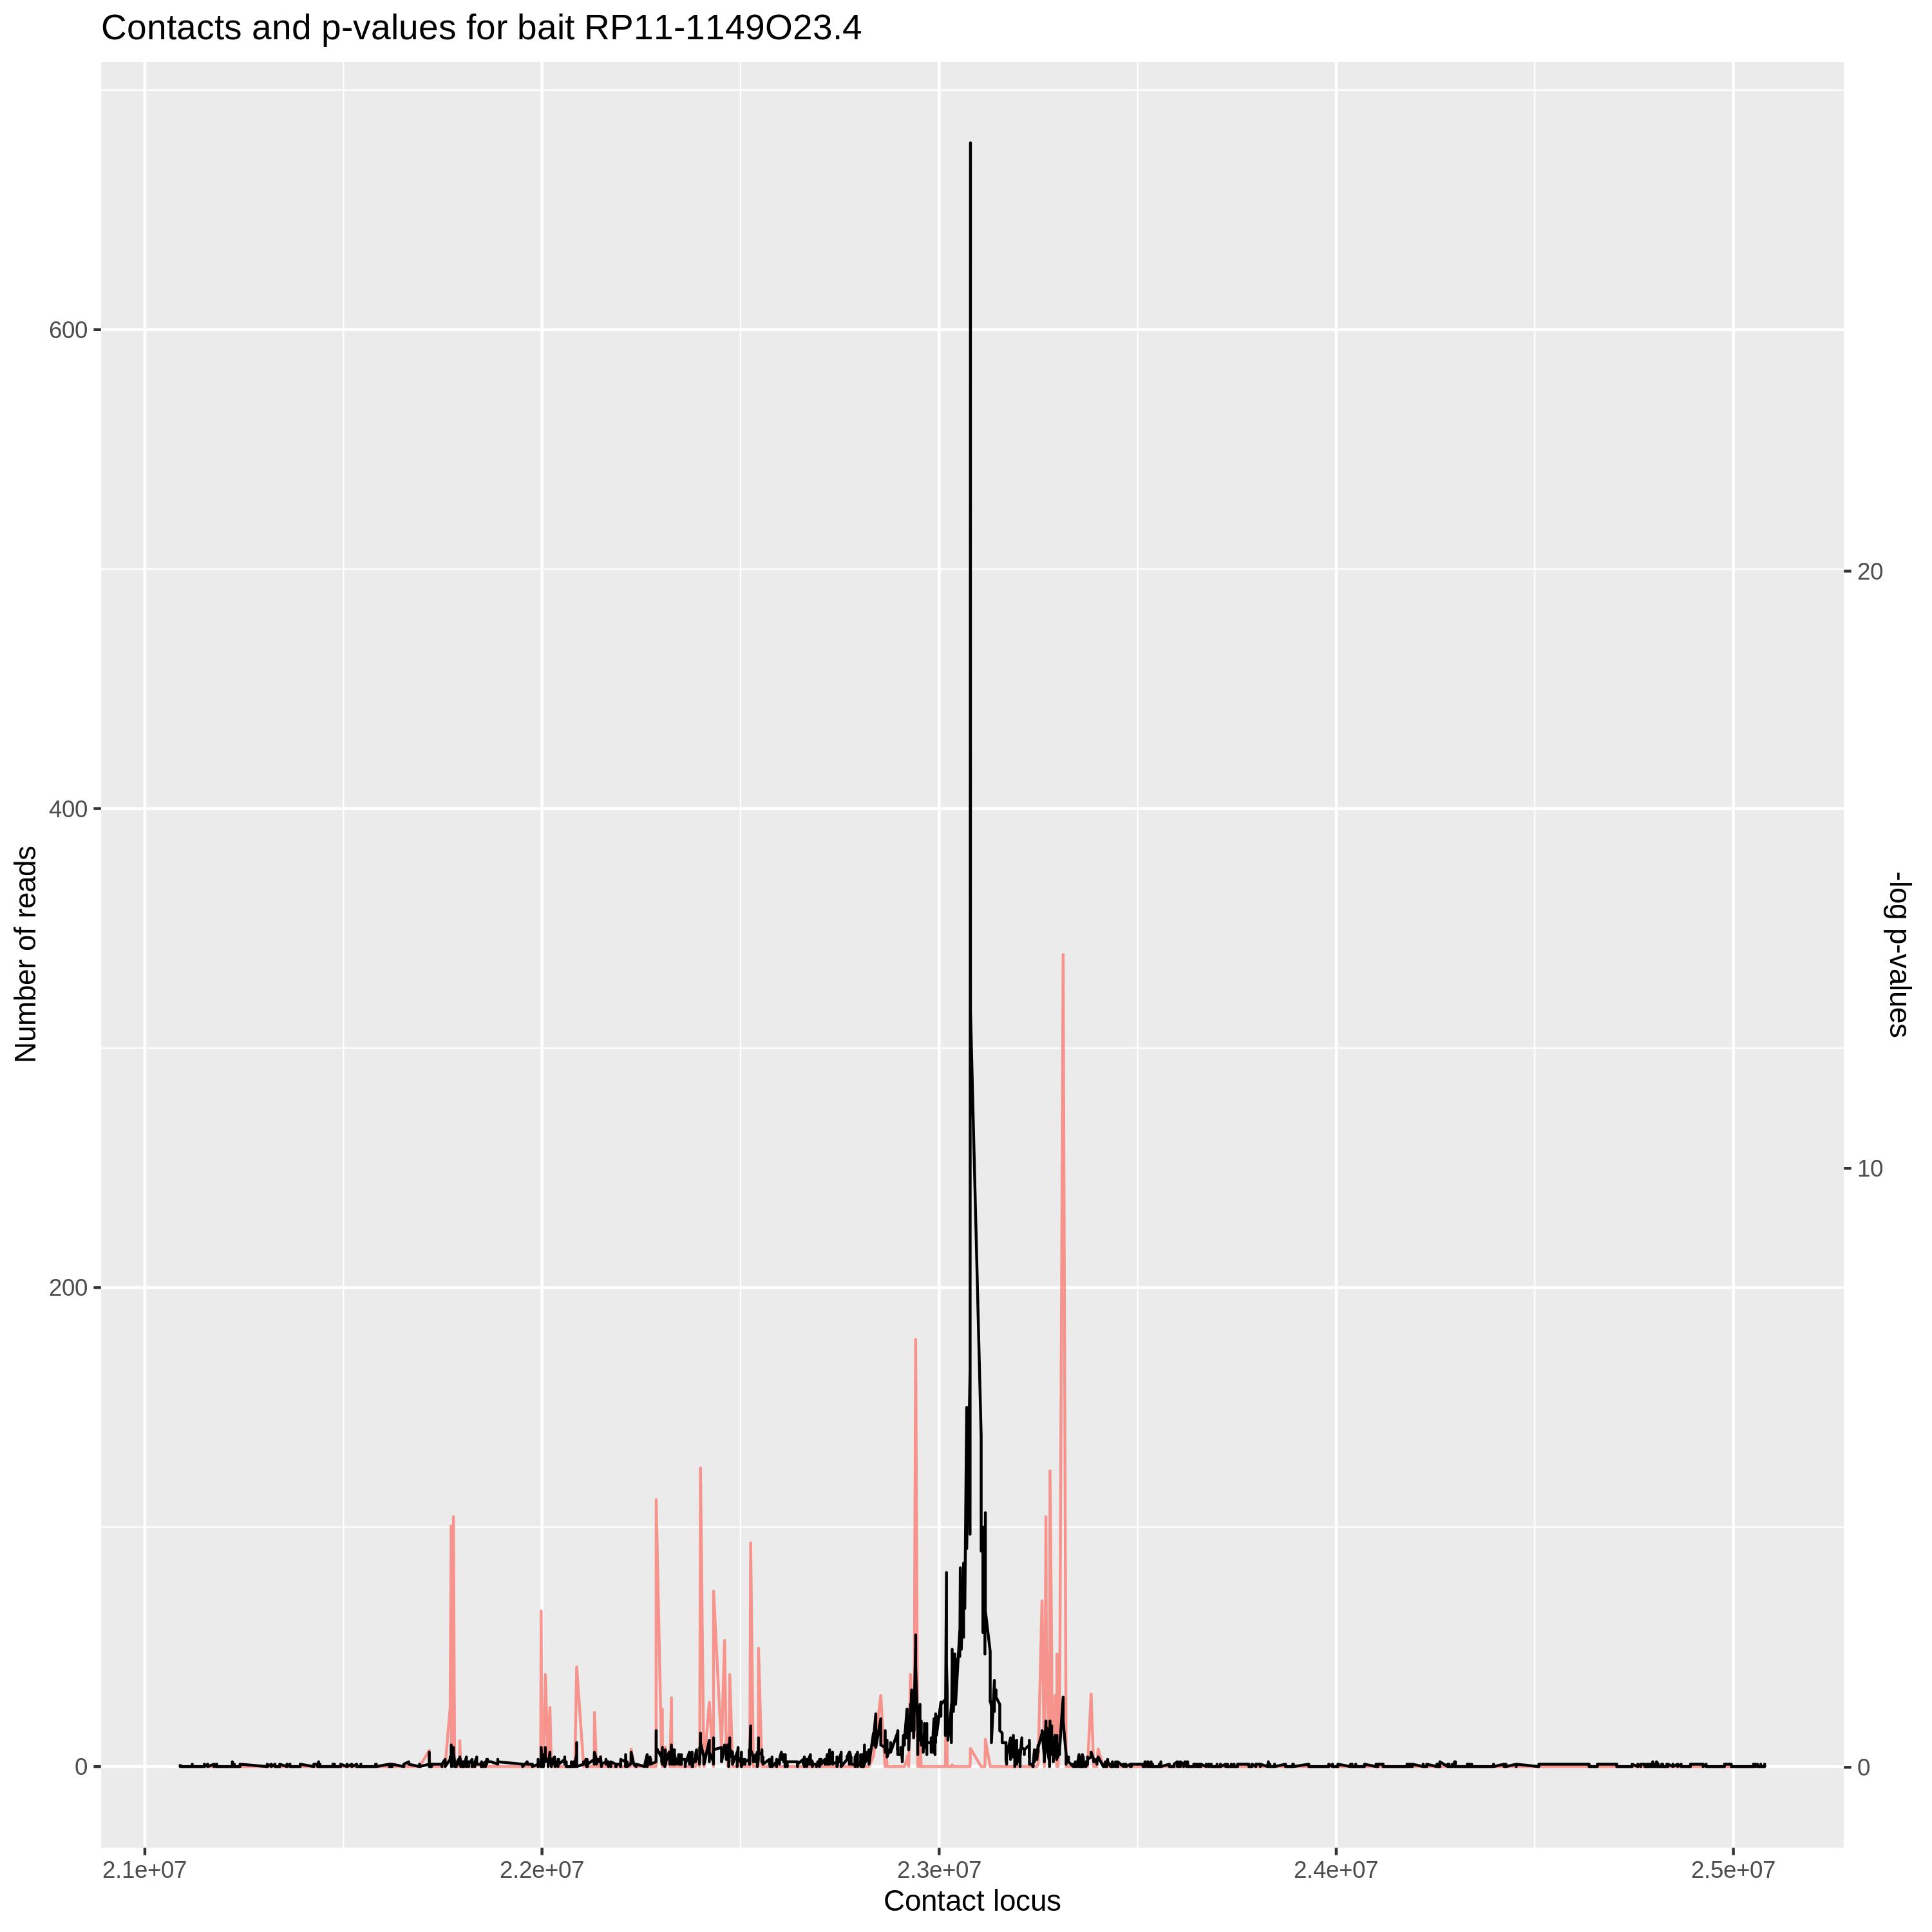 Contacts and p-values for bait RP11-1149O23.4
600
400
200
0
Number of reads
20
10
0
-log p-values
2.1e+07
2.2e+07
2.3e+07
2.4e+07
2.5e+07
Contact locus